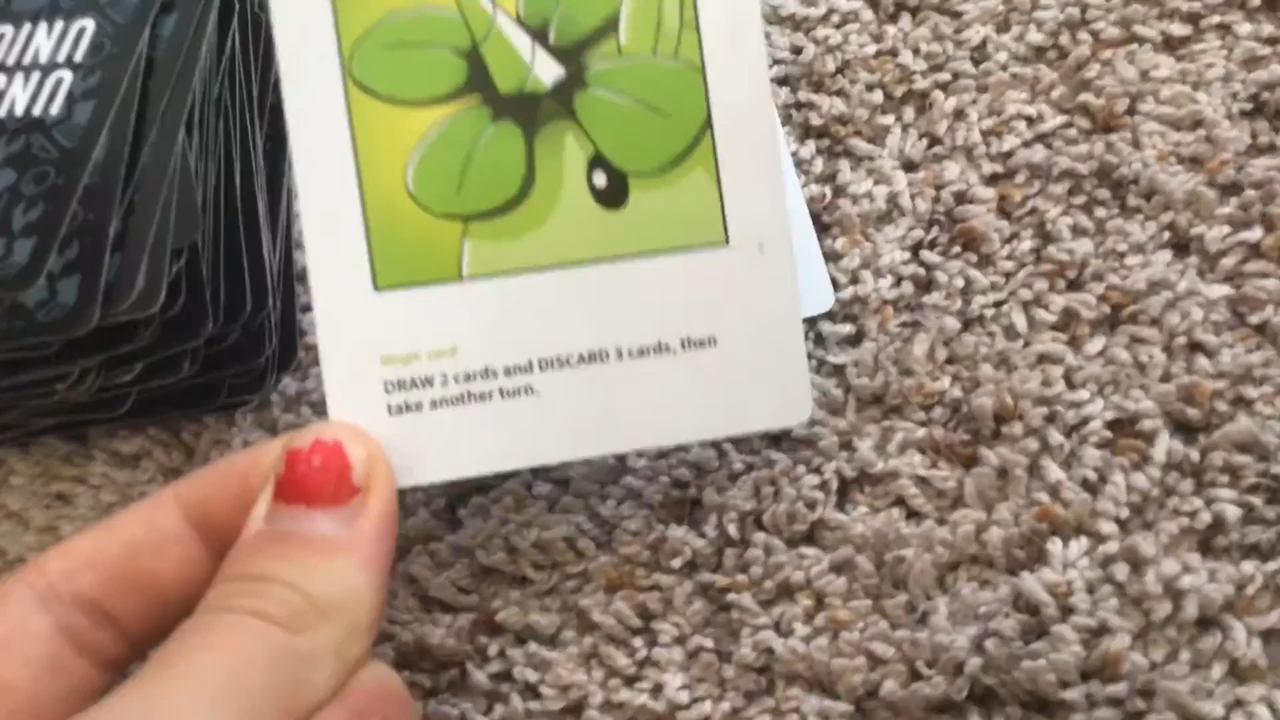 Magic card
DRAW 2 cards and DISCARD 3 cards, then
take another turn.